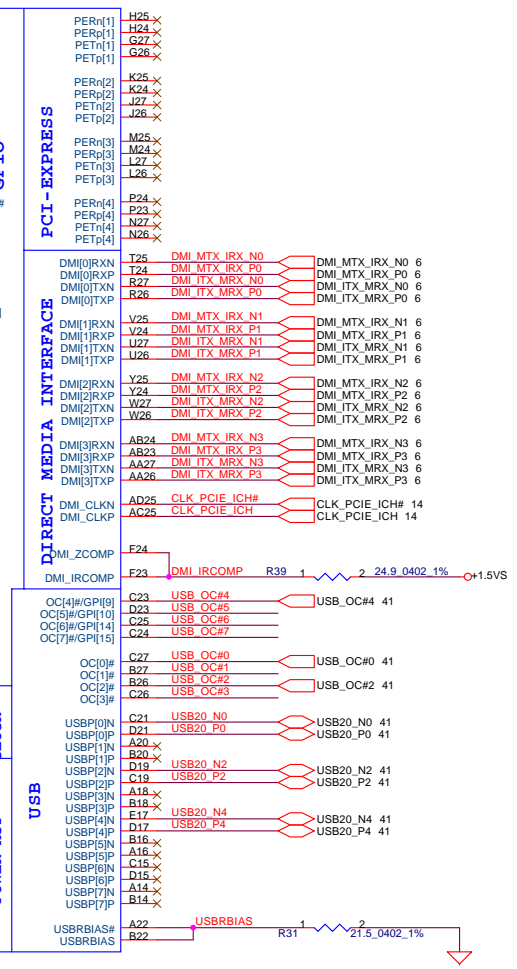 PCI-EXPRESS
PERn[1] H25
PERp[1] H24
PETn[1] G27
PETp[1] G26
PERn[2] K25
PERp[2] K24
PETn[2] J27
PETp[2] J26
PERn[3] M25
PERp[3] M24
PETn[3] L27
PETp[3] L26
PERn[4] P24
PERp[4] P23
PETn[4] N27
PETp[4] N26
DIRECT MEDIA INTERFACE
DMI[0]RXN T25 DMI_MTX_IRX_N0 DMI_MTX_IRX_N0 6
DMI[0]RXP T24 DMI_MTX_IRX_P0 DMI_MTX_IRX_P0 6
DMI[0]TXN R27 DMI_ITX_MRX_N0 DMI_ITX_MRX_N0 6
DMI[0]TXP R26 DMI_ITX_MRX_P0 DMI_ITX_MRX_P0 6
DMI[1]RXN V25 DMI_MTX_IRX_N1 DMI_MTX_IRX_N1 6
DMI[1]RXP V24 DMI_MTX_IRX_P1 DMI_MTX_IRX_P1 6
DMI[1]TXN U27 DMI_ITX_MRX_N1 DMI_ITX_MRX_N1 6
DMI[1]TXP U26 DMI_ITX_MRX_P1 DMI_ITX_MRX_P1 6
DMI[2]RXN Y25 DMI_MTX_IRX_N2 DMI_MTX_IRX_N2 6
DMI[2]RXP Y24 DMI_MTX_IRX_P2 DMI_MTX_IRX_P2 6
DMI[2]TXN W27 DMI_ITX_MRX_N2 DMI_ITX_MRX_N2 6
DMI[2]TXP W26 DMI_ITX_MRX_P2 DMI_ITX_MRX_P2 6
DMI[3]RXN AB24 DMI_MTX_IRX_N3 DMI_MTX_IRX_N3 6
DMI[3]RXP AB23 DMI_MTX_IRX_P3 DMI_MTX_IRX_P3 6
DMI[3]TXN AA27 DMI_ITX_MRX_N3 DMI_ITX_MRX_N3 6
DMI[3]TXP AA26 DMI_ITX_MRX_P3 DMI_ITX_MRX_P3 6
DMI_CLKN AD25 CLK_PCIE_ICH# CLK_PCIE_ICH# 14
DMI_CLKP AC25 CLK_PCIE_ICH CLK_PCIE_ICH 14
DMI_ZCOMP F24
DMI_IRCOMP F23 DMI_IRCOMP R39 1 2 24.9_0402_1% +1.5VS
USB
OC[4]#/GPI[9] C23 USB_OC#4 USB_OC#4 41
OC[5]#/GPI[10] D23 USB_OC#5
OC[6]#/GPI[14] C25 USB_OC#6
OC[7]#/GPI[15] C24 USB_OC#7
OC[0]# C27 USB_OC#0 USB_OC#0 41
OC[1]# B27 USB_OC#1
OC[2]# B26 USB_OC#2 USB_OC#2 41
OC[3]# C26 USB_OC#3
USBP[0]N C21 USB20_N0 USB20_N0 41
USBP[0]P D21 USB20_P0 USB20_P0 41
USBP[1]N A20
USBP[1]P B20
USBP[2]N D19 USB20_N2 USB20_N2 41
USBP[2]P C19 USB20_P2 USB20_P2 41
USBP[3]N A18
USBP[3]P B18
USBP[4]N E17 USB20_N4 USB20_N4 41
USBP[4]P D17 USB20_P4 USB20_P4 41
USBP[5]N B16
USBP[5]P A16
USBP[6]N C15
USBP[6]P D15
USBP[7]N A14
USBP[7]P B14
USBRBIAS# A22 USBRBIAS R31 1 2 21.5_0402_1%
USBRBIAS B22